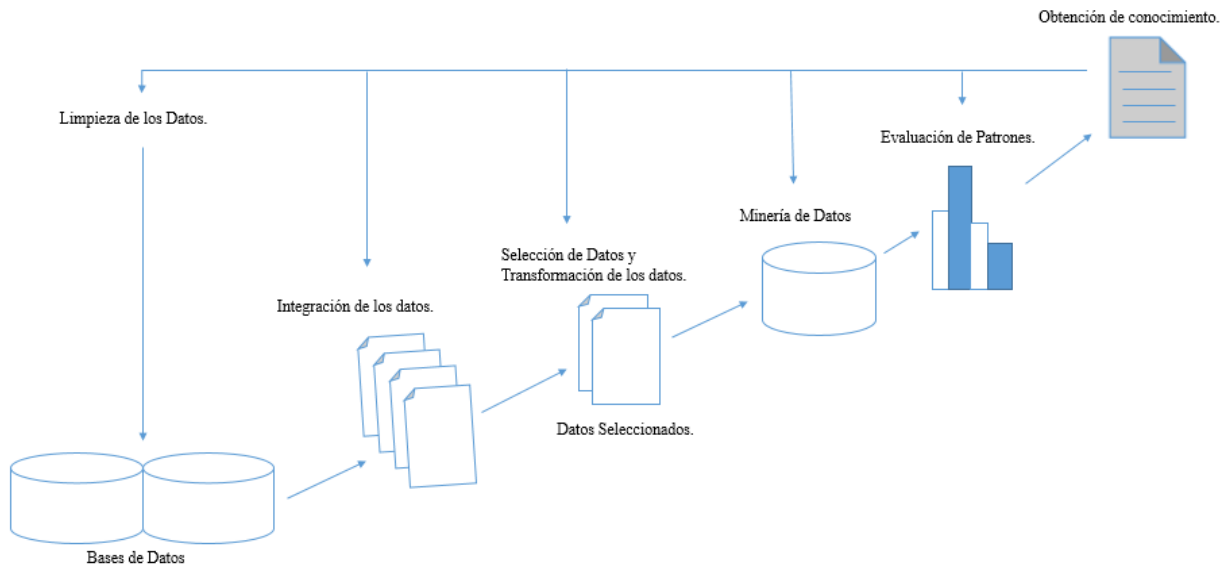 Obtención de conocimiento.
Limpieza de los Datos.
Evaluación de Patrones.
Minería de Datos
Selección de Datos y
Transformación de los datos.
Integración de los datos.
Datos Seleccionados.
Bases de Datos